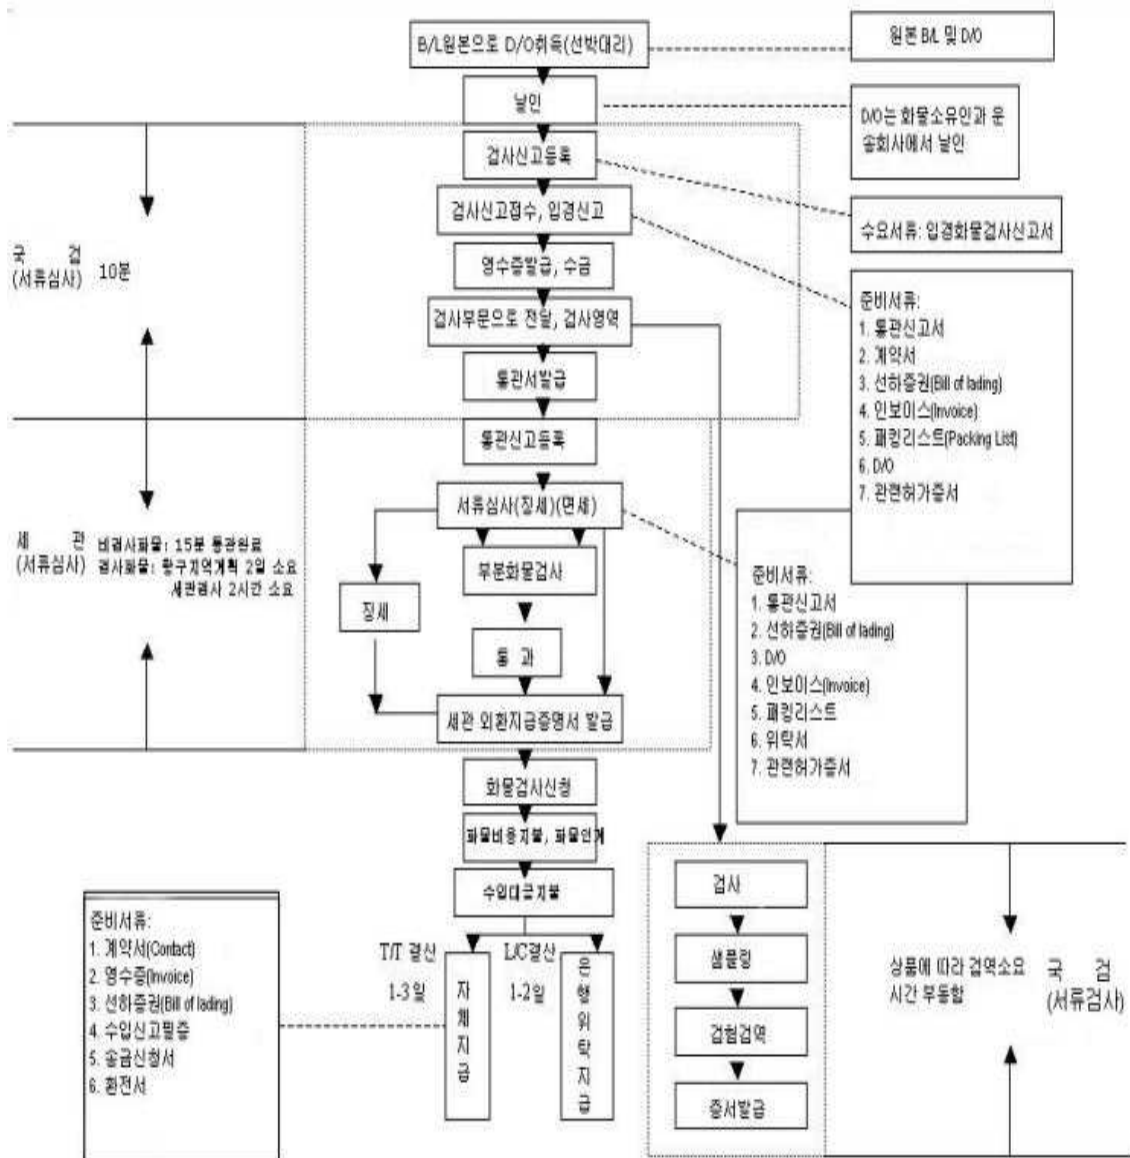 B/L원본으로 D/O취득(선박대리)
원본 B/L 및 D/O
날인
D/O는 화물소유인과 운
송회사에서 날인
검사신고등록
검사신고접수, 입경신고
수요서류: 입경화물검사신고서
국 검
(서류심사)
10분
영수증발급, 수금
검사부문으로 전달, 검사영역
통관서발급
준비서류:
1. 통관신고서
2. 계약서
3. 선하증권(Bill of lading)
4. 인보이스(Invoice)
5. 패킹리스트(Packing List)
6. D/O
7. 관련허가증서
통관신고등록
서류심사(징세)(면세)
세 관
(서류심사)
비검사화물: 15분 통관완료
검사화물: 항구지역계획 2일 소요
세관검사 2시간 소요
부분화물검사
징세
통 과
세관 외환지급증명서 발급
준비서류:
1. 통관신고서
2. 선하증권(Bill of lading)
3. D/O
4. 인보이스(Invoice)
5. 패킹리스트
6. 위탁서
7. 관련허가증서
화물검사신청
화물비용지불, 화물인계
수입대금지불
준비서류:
1. 계약서(Contact)
2. 영수증(Invoice)
3. 선하증권(Bill of lading)
4. 수입신고필증
5. 송금신청서
6. 환전서
T/T 결산
1-3일
자체지급
L/C결산
1-2일
은행위탁지급
검사
샘플링
검험검역
증서발급
상품에 따라 검역소요
시간 부동함
국 검
(서류검사)